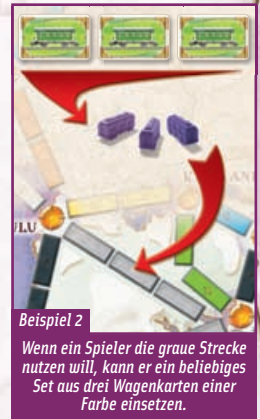 ULU
Beispiel 2
Wenn ein Spieler die graue Strecke
nutzen will, kann er ein beliebiges
Set aus drei Wagenkarten einer
Farbe einsetzen.